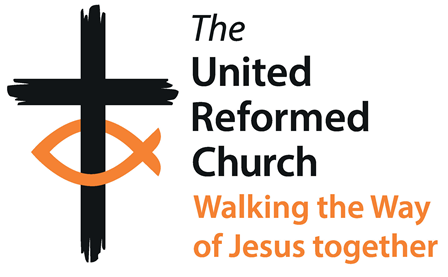 The
United
Reformed
Church
Walking the Way
of Jesus together